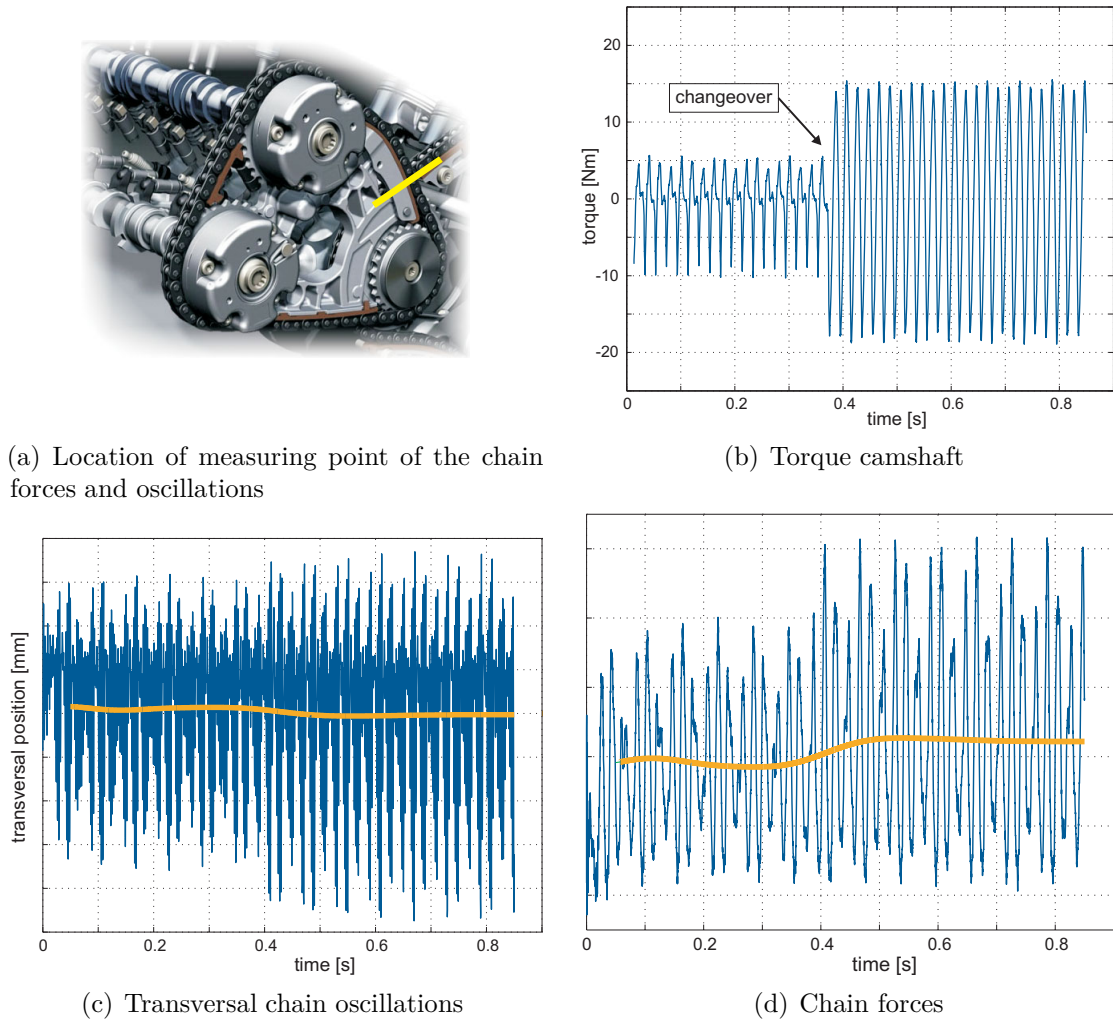 25
20
10
0
-10
-20
torque [Nm]
changeover
0
0.2
0.4
0.6
0.8
1
time [s]
(a) Location of measuring point of the chain
forces and oscillations
(b) Torque camshaft
transversal position [mm]
0
0.2
0.4
0.6
0.8
time [s]
(c) Transversal chain oscillations
0
0.2
0.4
0.6
0.8
time [s]
(d) Chain forces